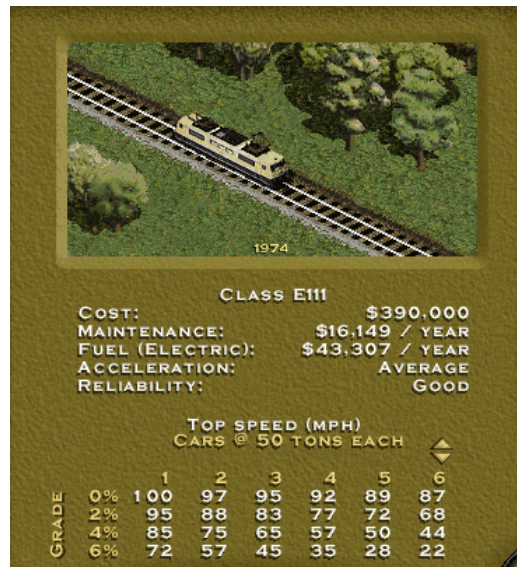 1974
Class E111
Cost: $390,000
Maintenance: $16,149 / year
Fuel (Electric): $43,307 / year
Acceleration: Average
Reliability: Good
Top speed (mph)
Cars @ 50 tons each
1 2 3 4 5 6
Grade
0% 100 97 95 92 89 87
2% 95 88 83 77 72 68
4% 85 75 65 57 50 44
6% 72 57 45 35 28 22